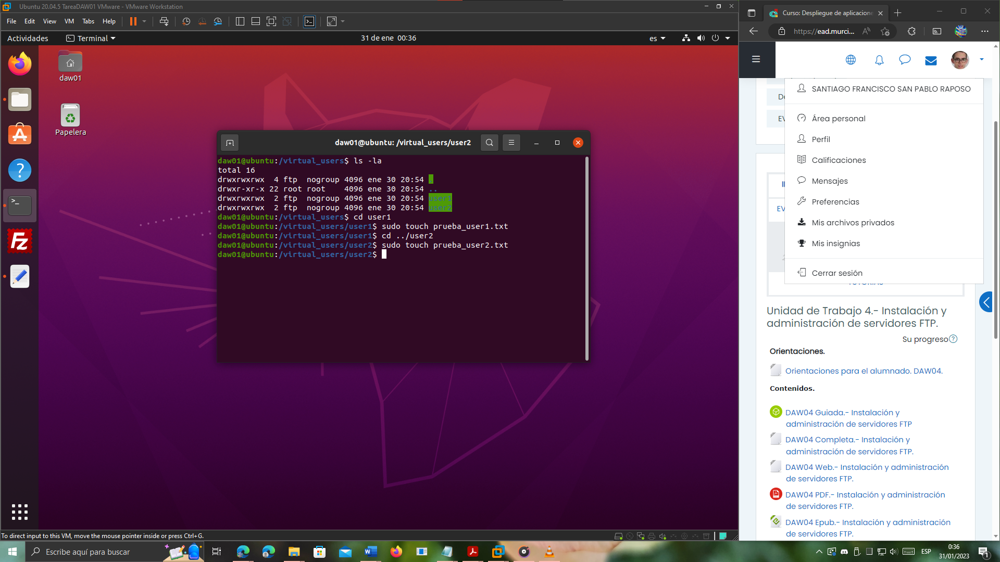 Ubuntu 20.04.5 TareaDAW01 VMware - VMware Workstation
File Edit View VM Tabs Help
Actividades
Terminal
31 de ene 00:36
es
daw01
Papelera
daw01@ubuntu: /virtual_users/user2
daw01@ubuntu:/virtual_users$ ls -la
total 16
drwxrwxrwx  4 ftp  nogroup 4096 ene 30 20:54 .
drwxr-xr-x 22 root root    4096 ene 30 20:54 ..
drwxrwxrwx  2 ftp  nogroup 4096 ene 30 20:54 user1
drwxrwxrwx  2 ftp  nogroup 4096 ene 30 20:54 user2
daw01@ubuntu:/virtual_users$ cd user1
daw01@ubuntu:/virtual_users/user1$ sudo touch prueba_user1.txt
daw01@ubuntu:/virtual_users/user1$ cd ../user2
daw01@ubuntu:/virtual_users/user2$ sudo touch prueba_user2.txt
daw01@ubuntu:/virtual_users/user2$
To direct input to this VM, move the mouse pointer inside or press Ctrl+G.
Curso: Despliegue de aplicacione
https://ead.murci...
SANTIAGO FRANCISCO SAN PABLO RAPOSO
Área personal
Perfil
Calificaciones
Mensajes
Preferencias
Mis archivos privados
Mis insignias
Cerrar sesión
Unidad de Trabajo 4.- Instalación y
administración de servidores FTP.
Su progreso
Orientaciones.
Orientaciones para el alumnado. DAW04.
Contenidos.
DAW04 Guiada.- Instalación y
administración de servidores FTP
DAW04 Completa.- Instalación y
administración de servidores FTP.
DAW04 Web.- Instalación y administración
de servidores FTP.
DAW04 PDF.- Instalación y administración
de servidores FTP.
DAW04 Epub.- Instalación y administración
de servidores FTP.
Escribe aquí para buscar
ESP
0:36
31/01/2023
1